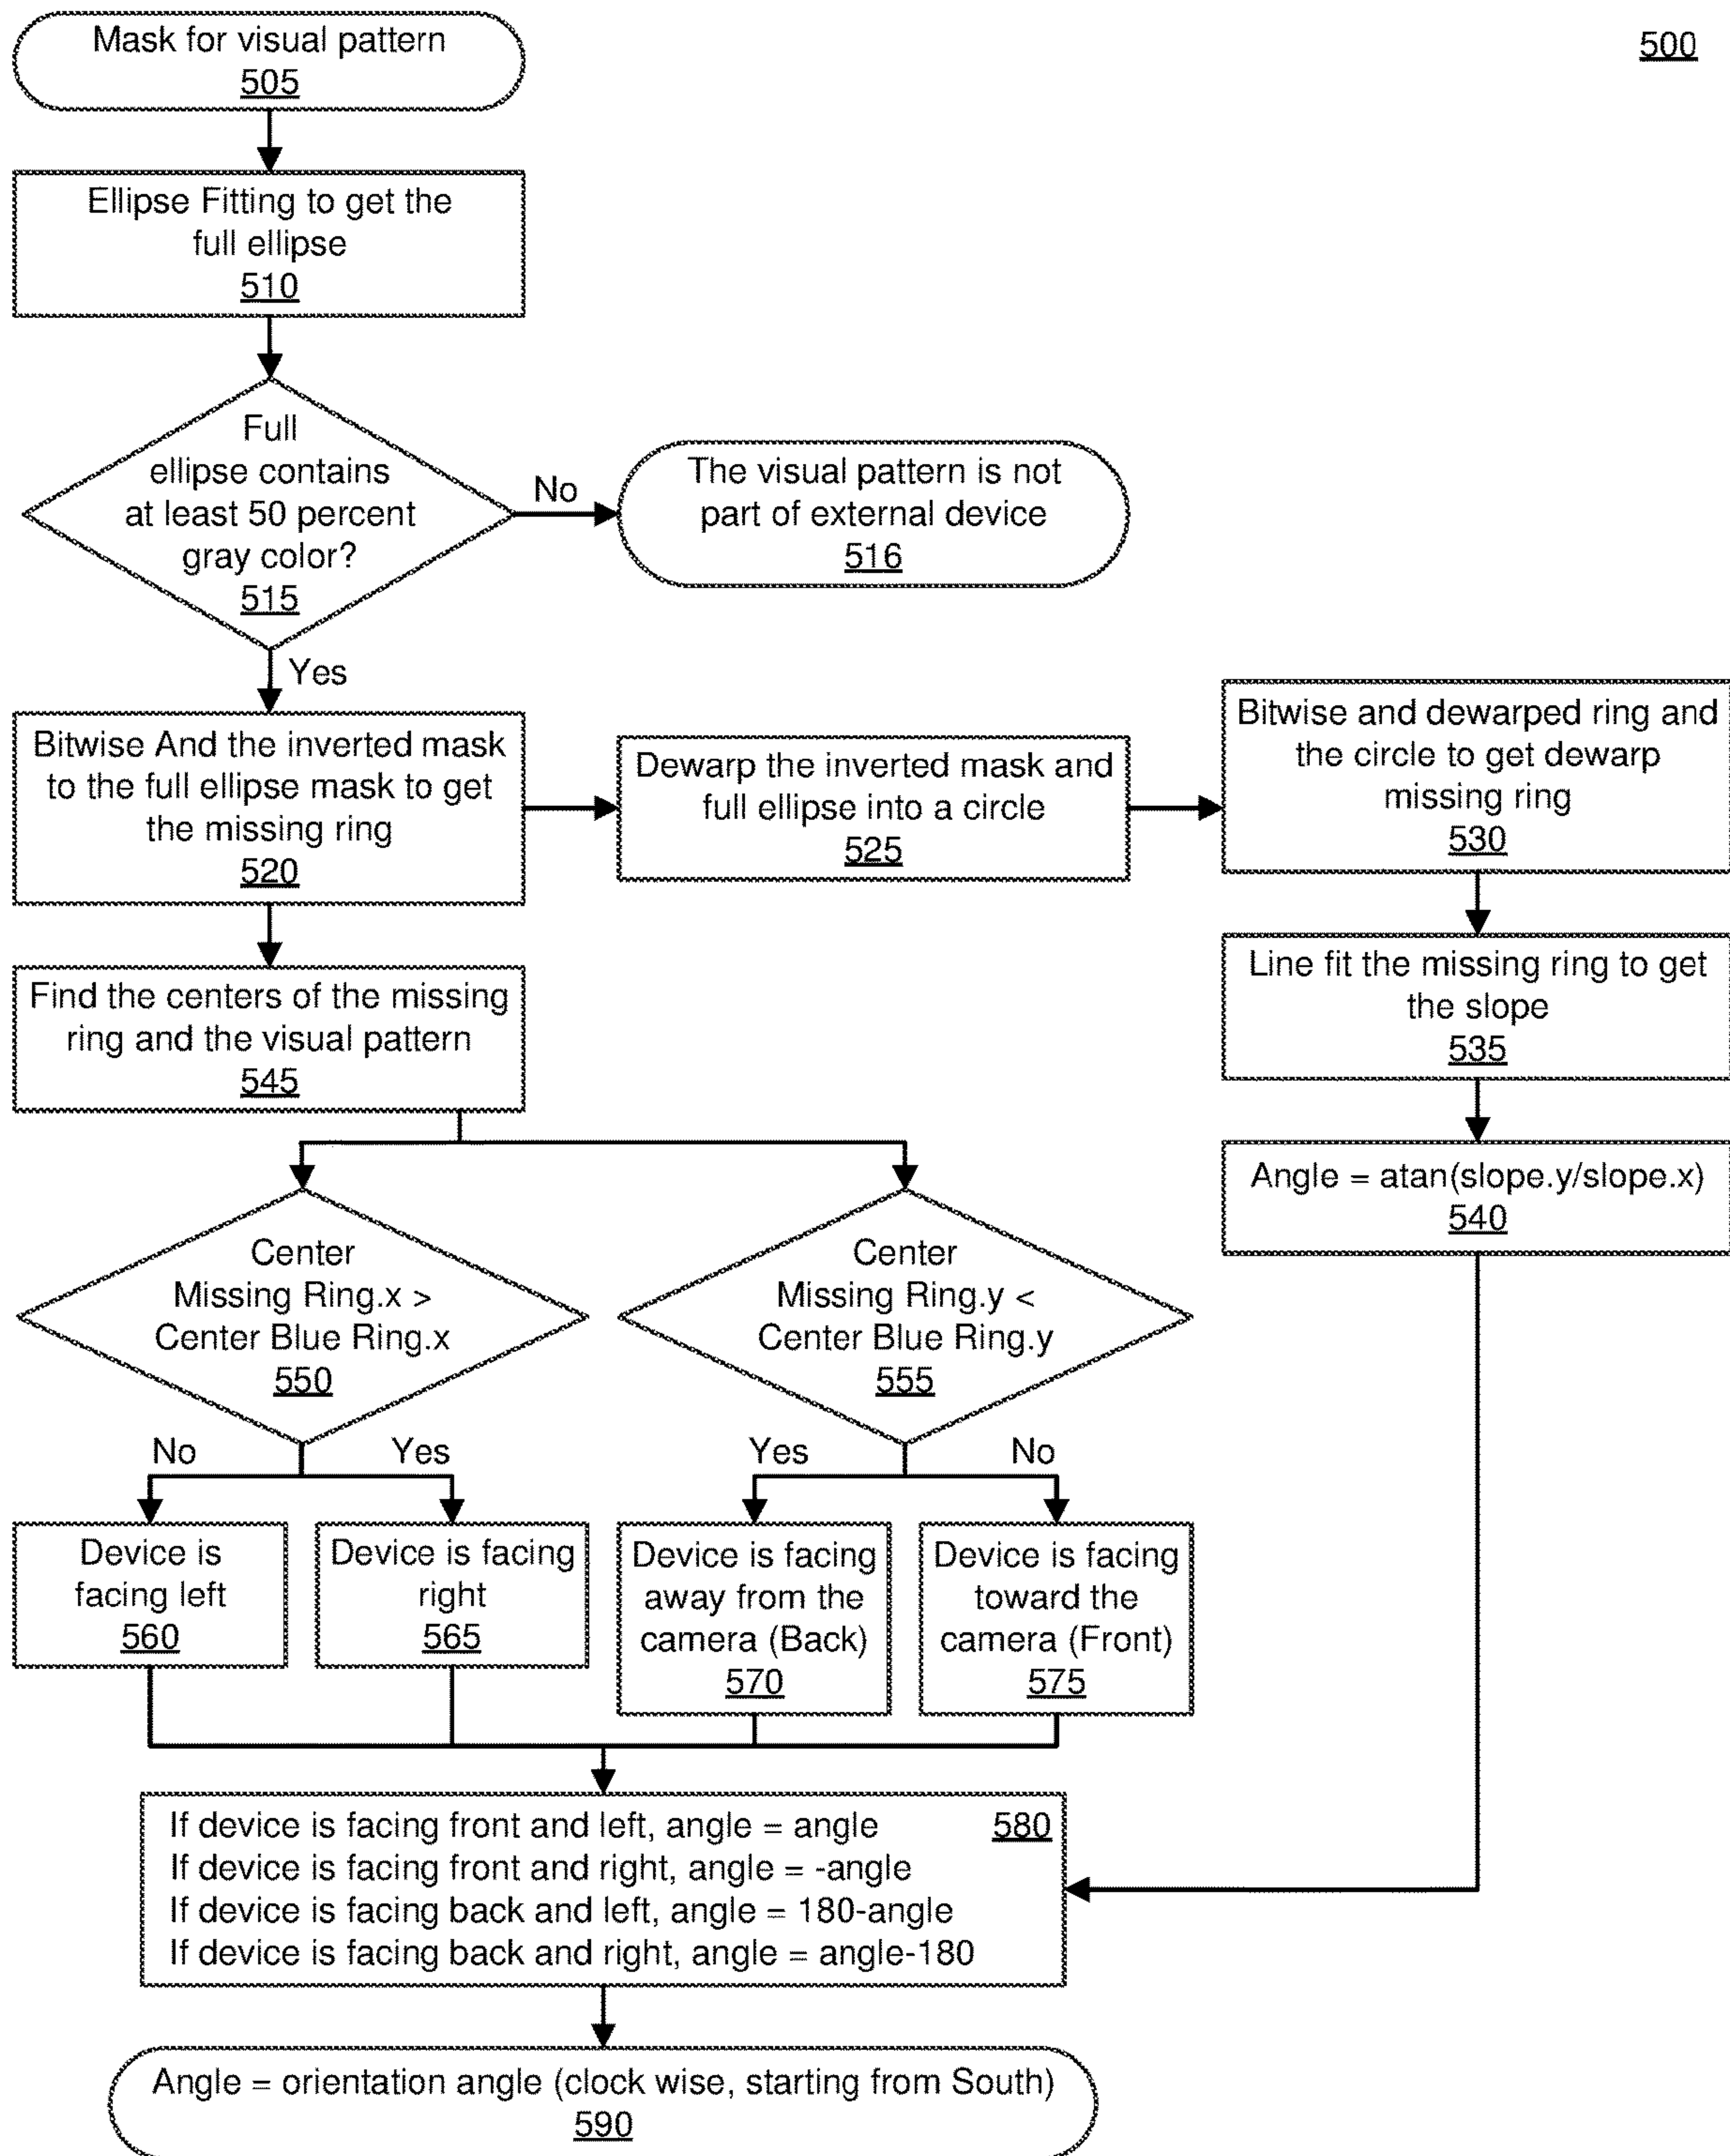 500
Mask for visual pattern
505
Ellipse Fitting to get the
full ellipse
510
Full
ellipse contains
at least 50 percent
gray color?
515
No
The visual pattern is not
part of external device
516
Yes
Bitwise And the inverted mask
to the full ellipse mask to get
the missing ring
520
Dewarp the inverted mask and
full ellipse into a circle
525
Bitwise and dewarped ring and
the circle to get dewarp
missing ring
530
Line fit the missing ring to get
the slope
535
Angle = atan(slope.y/slope.x)
540
Find the centers of the missing
ring and the visual pattern
545
Center
Missing Ring.x >
Center Blue Ring.x
550
Center
Missing Ring.y <
Center Blue Ring.y
555
No
Yes
Yes
No
Device is
facing left
560
Device is facing
right
565
Device is facing
away from the
camera (Back)
570
Device is facing
toward the
camera (Front)
575
If device is facing front and left, angle = angle
580
If device is facing front and right, angle = -angle
If device is facing back and left, angle = 180-angle
If device is facing back and right, angle = angle-180
Angle = orientation angle (clock wise, starting from South)
590